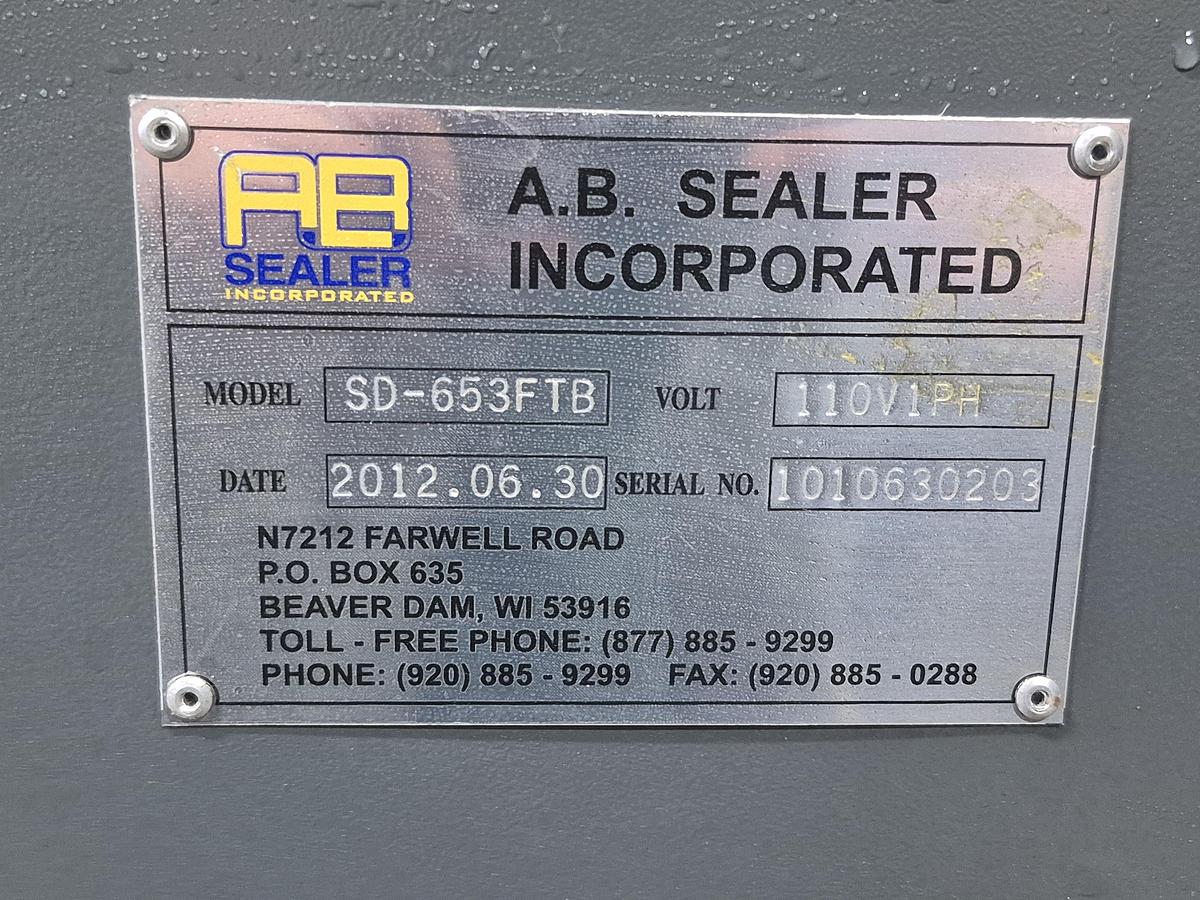 AB
SEALER
INCORPORATED
A.B. SEALER
INCORPORATED
MODEL SD-653FTB VOLT 110V1PH
DATE 2012.06.30 SERIAL NO. 1010630203
N7212 FARWELL ROAD
P.O. BOX 635
BEAVER DAM, WI 53916
TOLL - FREE PHONE: (877) 885 - 9299
PHONE: (920) 885 - 9299 FAX: (920) 885 - 0288